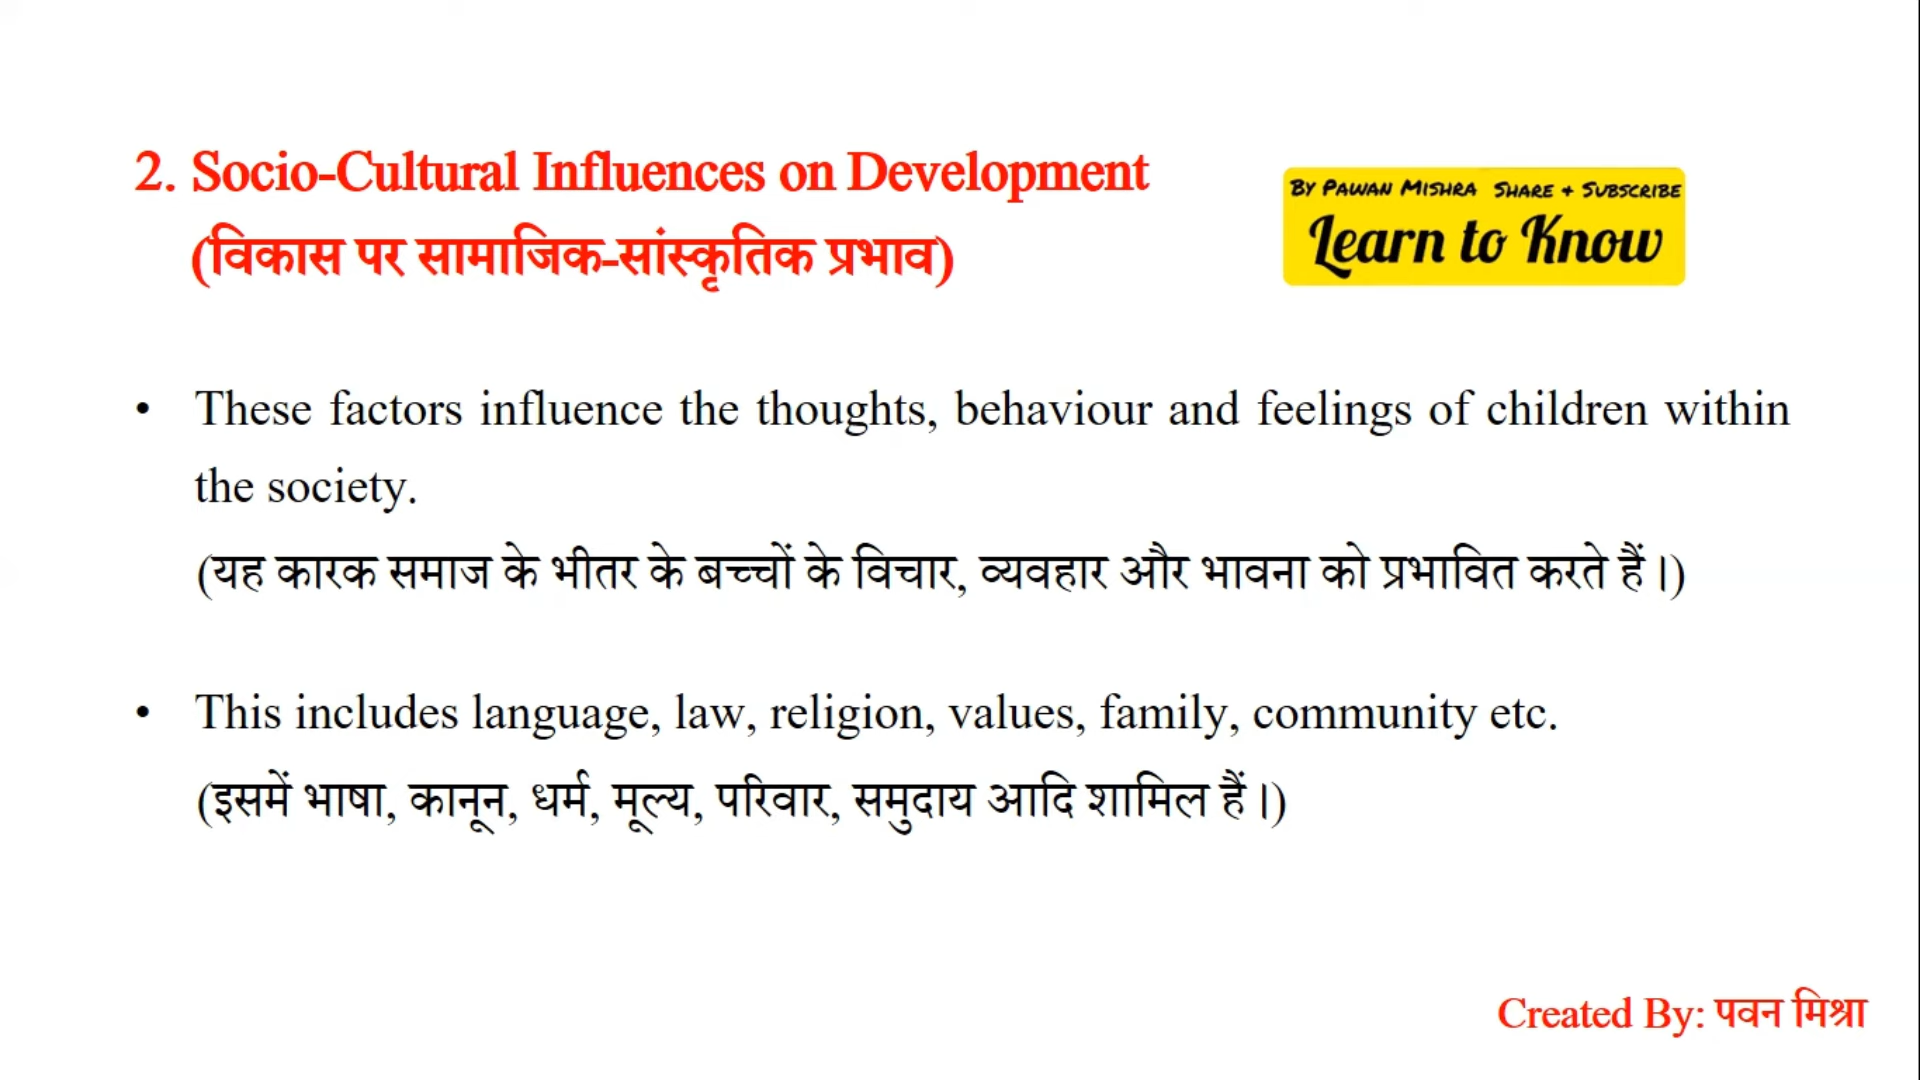 2. Socio-Cultural Influences on Development
(विकास पर सामाजिक-सांस्कृतिक प्रभाव)
By Pawan Mishra Share + Subscribe
Learn to Know
• These factors influence the thoughts, behaviour and feelings of children within
the society.
(यह कारक समाज के भीतर के बच्चों के विचार, व्यवहार और भावना को प्रभावित करते हैं।)
• This includes language, law, religion, values, family, community etc.
(इसमें भाषा, कानून, धर्म, मूल्य, परिवार, समुदाय आदि शामिल हैं।)
Created By: पवन मिश्रा